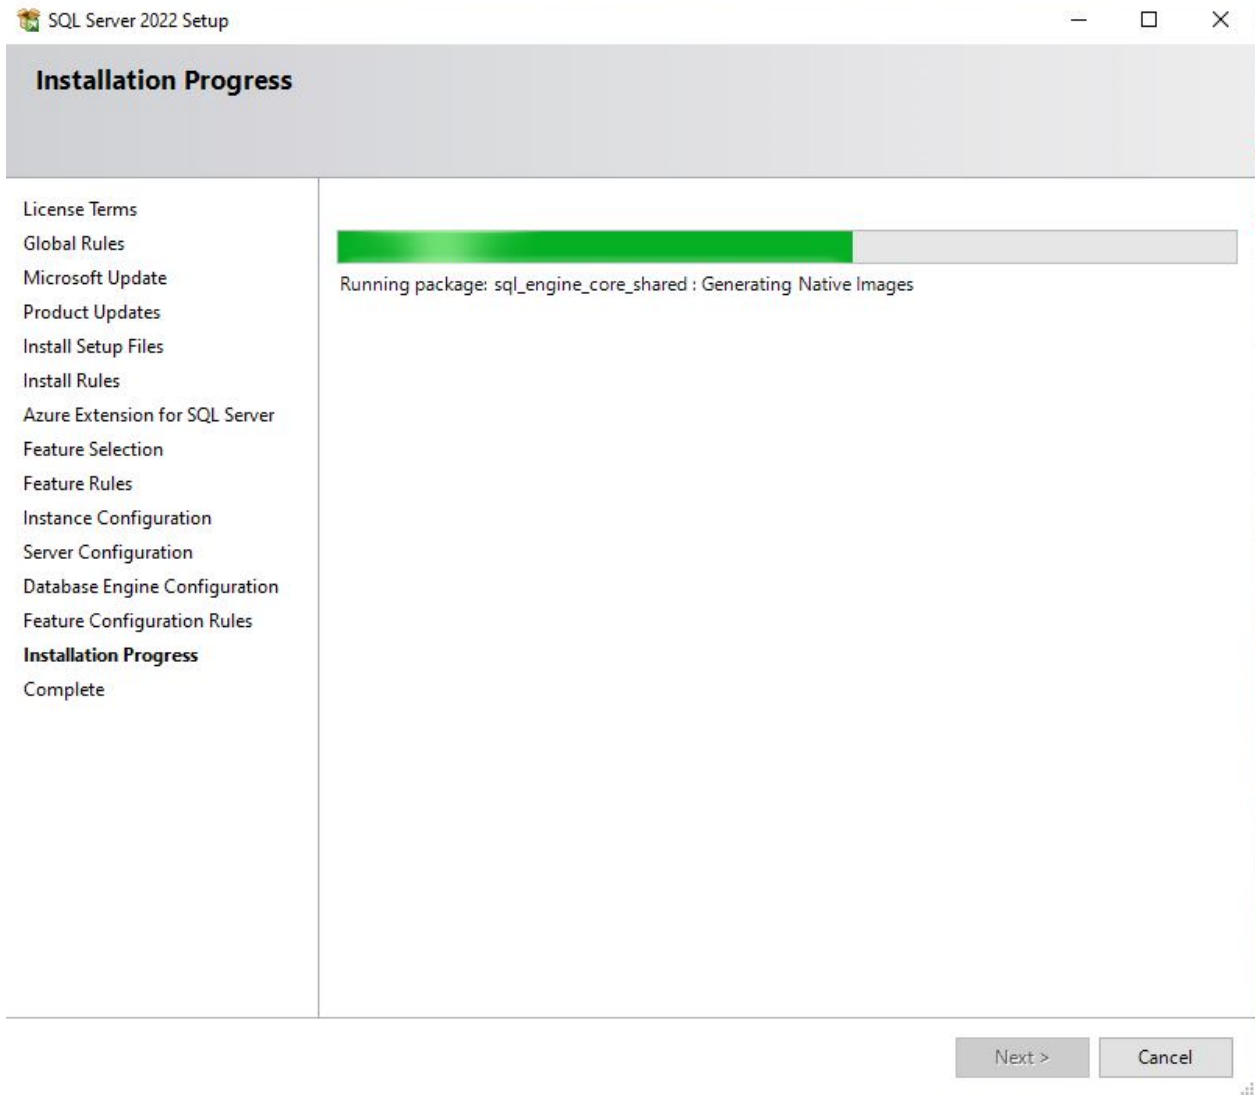 SQL Server 2022 Setup
Installation Progress
License Terms
Global Rules
Microsoft Update
Product Updates
Install Setup Files
Install Rules
Azure Extension for SQL Server
Feature Selection
Feature Rules
Instance Configuration
Server Configuration
Database Engine Configuration
Feature Configuration Rules
Installation Progress
Complete
Running package: sql_engine_core_shared : Generating Native Images
Next >
Cancel